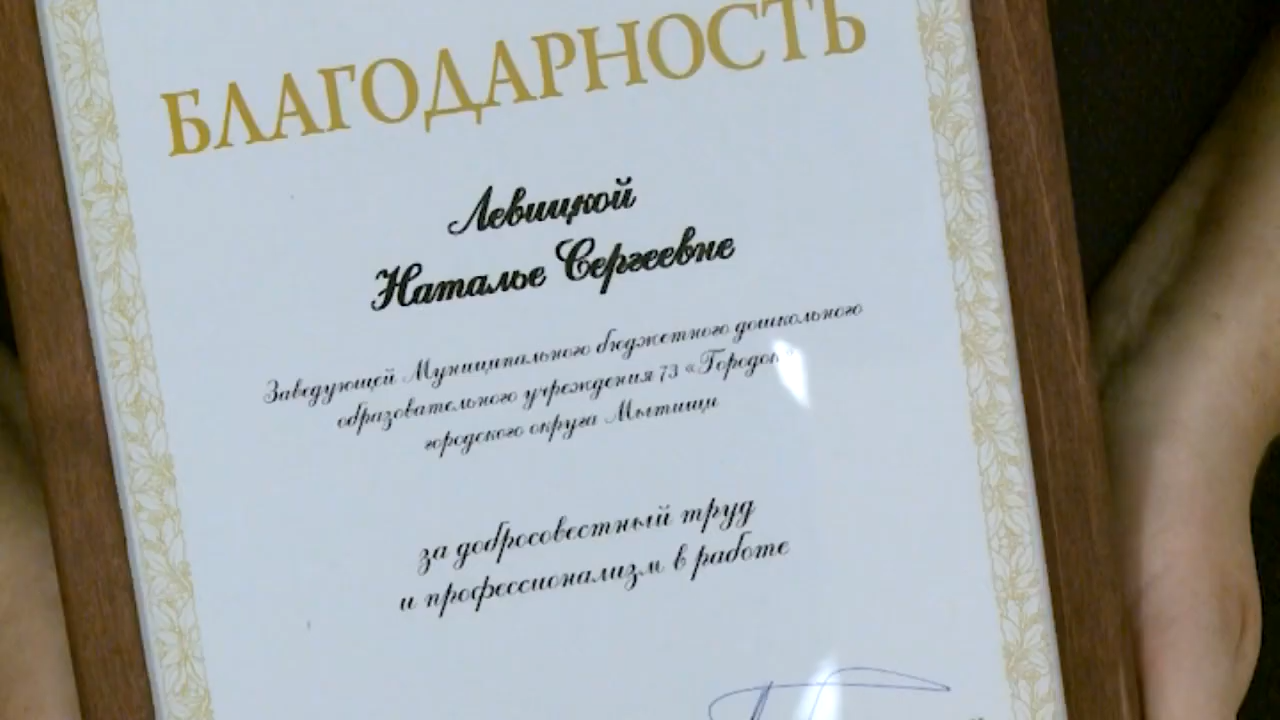 БЛАГОДАРНОСТЬ
Левицкой
Наталье Сергеевне
Заведующей Муниципального бюджетного дошкольного
образовательного учреждения 73 «Городок»
городского округа Мытищи
за добросовестный труд
и профессионализм в работе